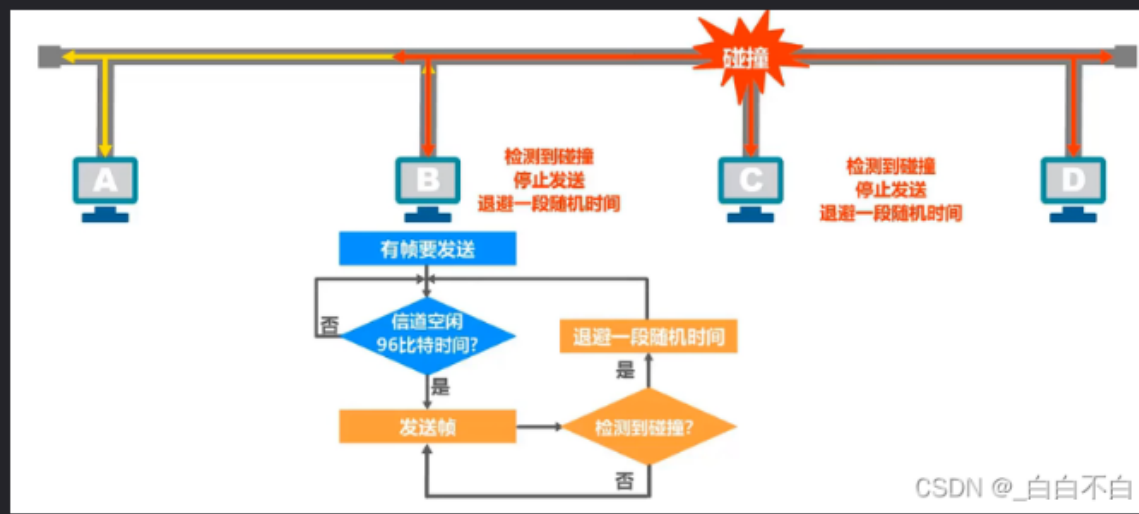 碰撞
A
B
C
D
检测到碰撞
停止发送
退避一段随机时间
检测到碰撞
停止发送
退避一段随机时间
有帧要发送
信道空闲
96比特时间?
否
是
发送帧
退避一段随机时间
是
检测到碰撞?
否
CSDN @_白白不白